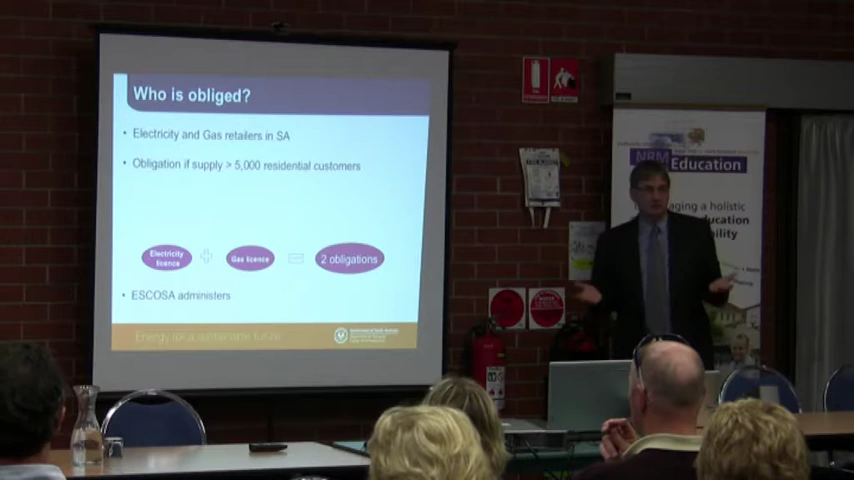 Who is obliged?
• Electricity and Gas retailers in SA
• Obligation if supply > 5,000 residential customers
Electricity
licence
+
Gas licence
=
2 obligations
• ESCOSA administers
Energy for a sustainable future
NRM Education
aging a holistic
ducation
bility